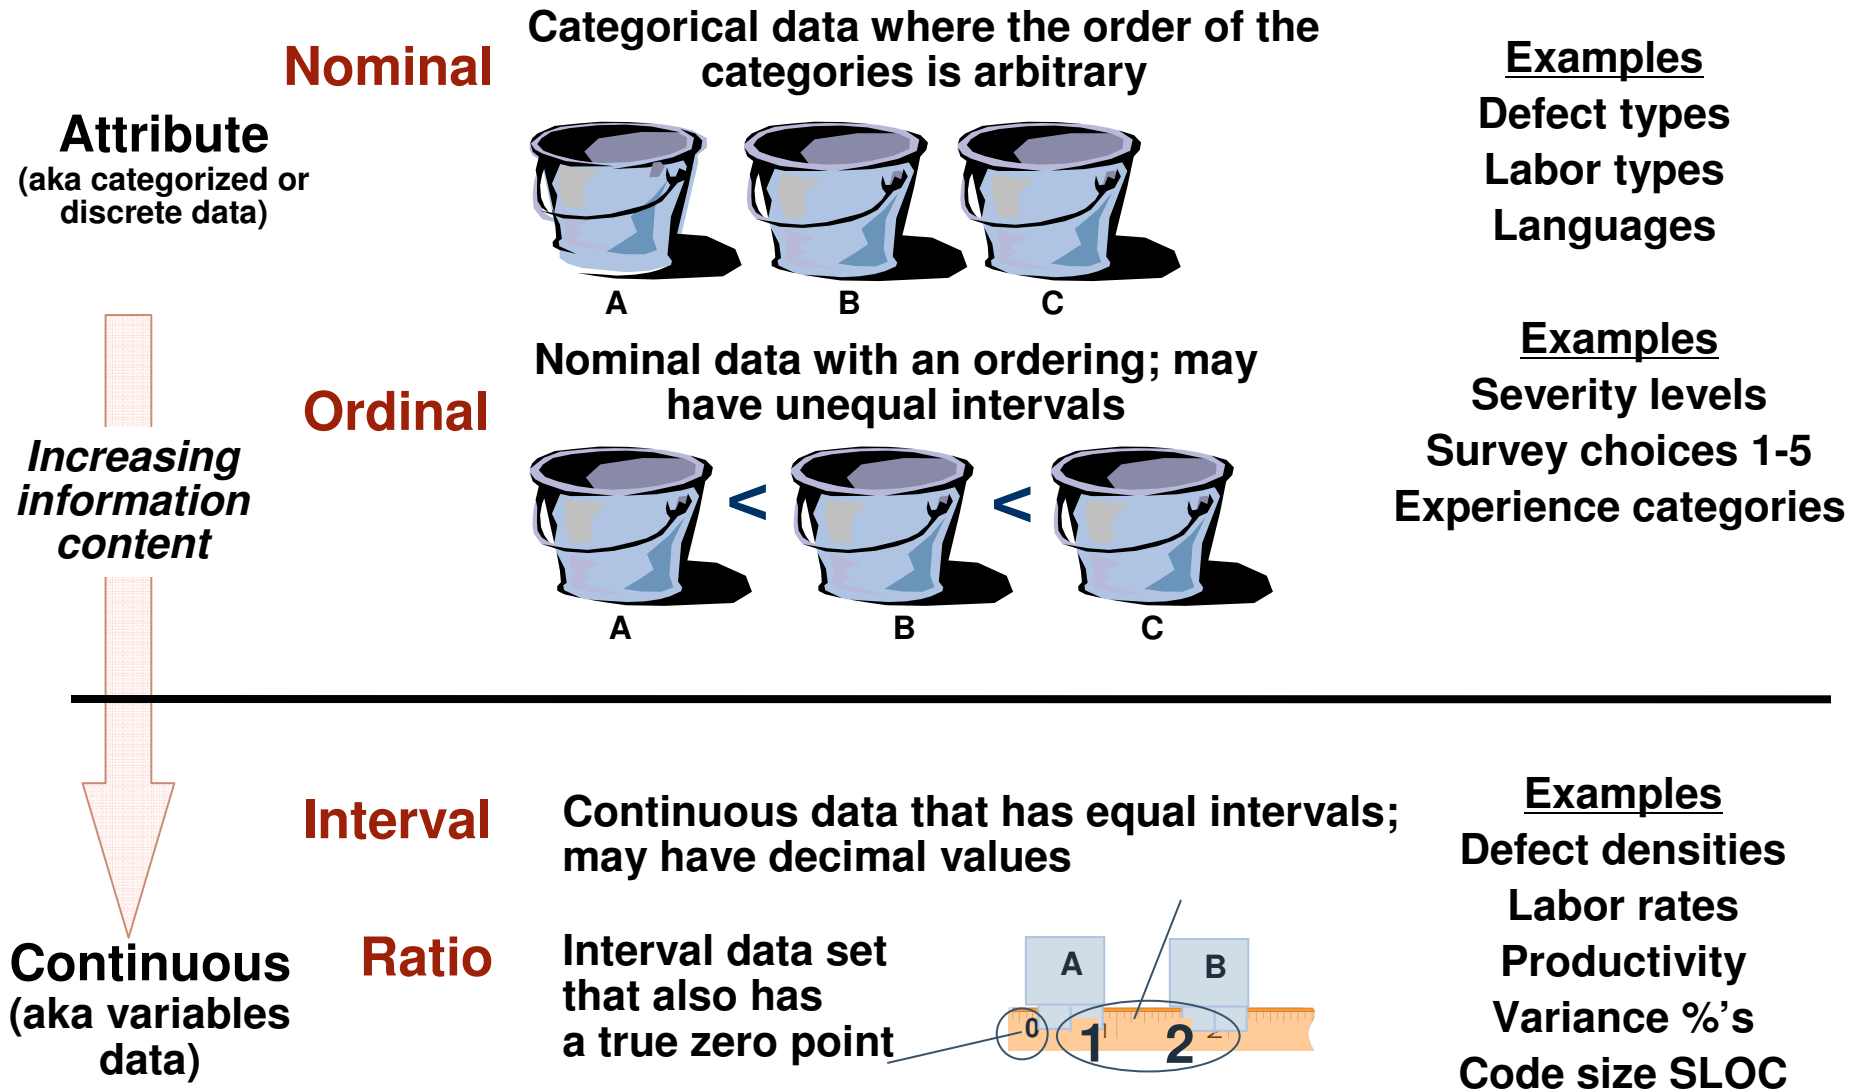 Nominal
Categorical data where the order of the
categories is arbitrary
Attribute
(aka categorized or
discrete data)
A
B
C
Examples
Defect types
Labor types
Languages
Ordinal
Nominal data with an ordering; may
have unequal intervals
<
<
A
B
C
Examples
Severity levels
Survey choices 1-5
Experience categories
Increasing
information
content
Interval
Continuous data that has equal intervals;
may have decimal values
Continuous
(aka variables
data)
Ratio
Interval data set
that also has
a true zero point
A
B
0
1
2
Examples
Defect densities
Labor rates
Productivity
Variance %’s
Code size SLOC